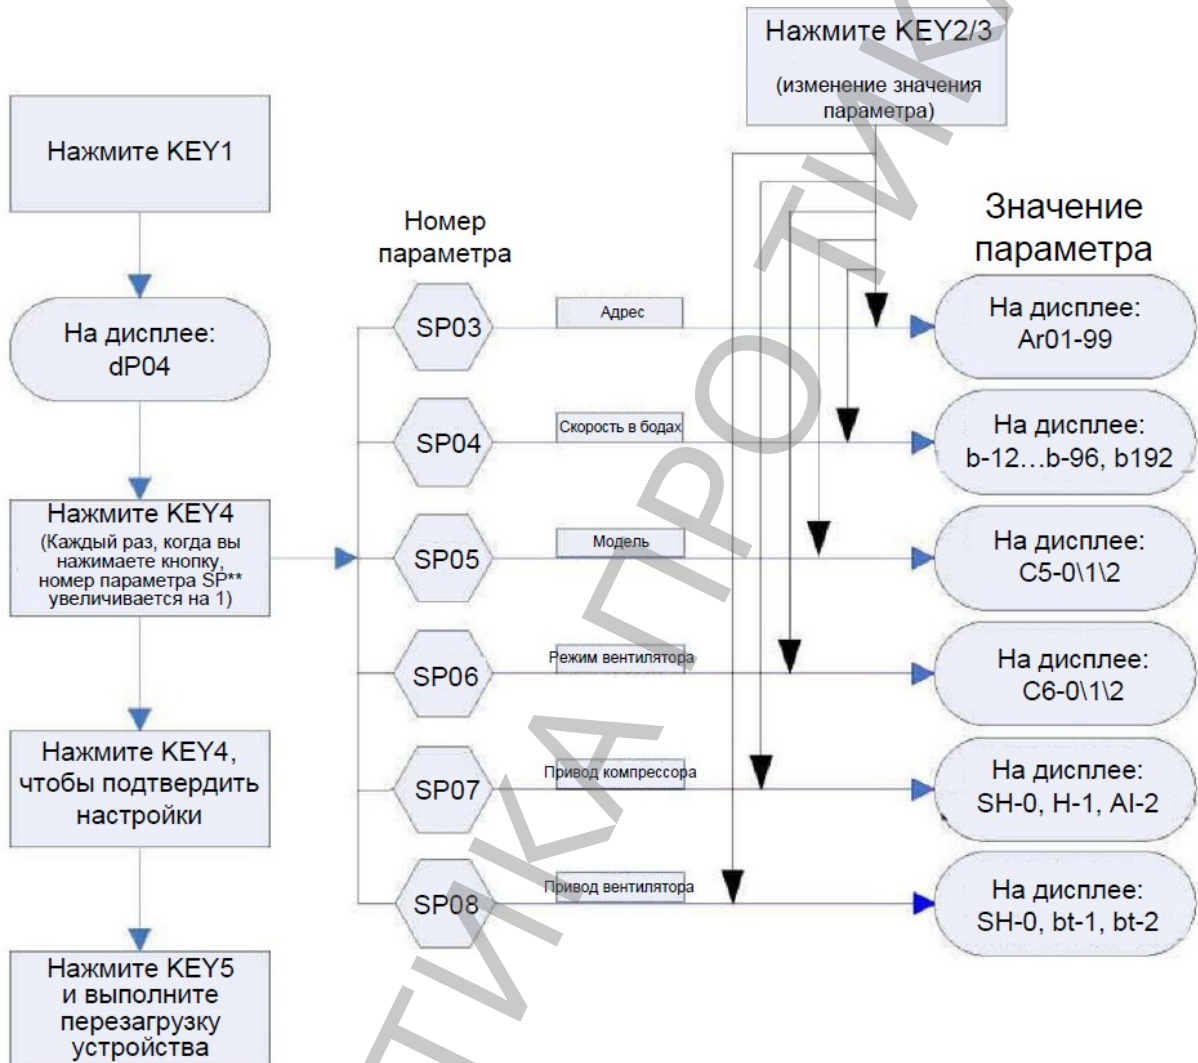 Нажмите KEY1
На дисплее:
dP04
Нажмите KEY4
(Каждый раз, когда вы
нажимаете кнопку,
номер параметра SP**
увеличивается на 1)
Нажмите KEY4,
чтобы подтвердить
настройки
Нажмите KEY5
и выполните
перезагрузку
устройства
Номер
параметра
SP03
SP04
SP05
SP06
SP07
SP08
Адрес
Скорость в бодах
Модель
Режим вентилятора
Привод компрессора
Привод вентилятора
Нажмите KEY2/3
(изменение значения
параметра)
Значение
параметра
На дисплее:
Ar01-99
На дисплее:
b-12…b-96, b192
На дисплее:
C5-0\1\2
На дисплее:
C6-0\1\2
На дисплее:
SH-0, H-1, AI-2
На дисплее:
SH-0, bt-1, bt-2
ТИКА ПРОТИК